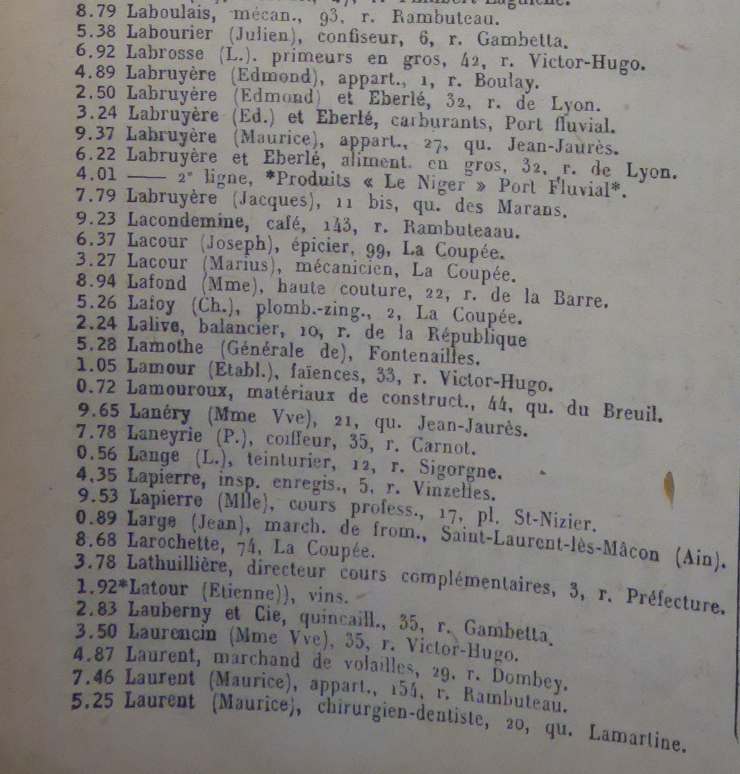 8.79 Laboulais, mécan., 93, r. Rambuteau.
5.38 Labourier (Julien), confiseur, 6, r. Gambetta.
6.92 Labrosse (L.). primeurs en gros, 42, r. Victor-Hugo.
4.89 Labruyère (Edmond), appart., 1, r. Boulay.
2.50 Labruyère (Edmond) et Eberlé, 32, r. de Lyon.
3.24 Labruyère (Ed.) et Eberlé, carburants, Port fluvial.
9.37 Labruyère (Maurice), appart., 27, qu. Jean-Jaurès.
6.22 Labruyère et Eberlé, aliment. en gros, 32, r. de Lyon.
4.01 —— 2e ligne, *Produits « Le Niger » Port Fluvial*.
7.79 Labruyère (Jacques), 11 bis, qu. des Marans.
9.23 Lacondemine, café, 143, r. Rambuteaau.
6.37 Lacour (Joseph), épicier, 99, La Coupée.
3.27 Lacour (Marius), mécanicien, La Coupée.
8.94 Lafond (Mme), haute couture, 22, r. de la Barre.
5.26 Lafoy (Ch.), plomb.-zing., 2, La Coupée.
2.24 Lalive, balancier, 10, r. de la République
5.28 Lamothe (Générale de), Fontenailles.
1.05 Lamour (Etabl.), faïences, 33, r. Victor-Hugo.
0.72 Lamouroux, matériaux de construct., 44, qu. du Breuil.
9.65 Lanéry (Mme Vve), 21, qu. Jean-Jaurès.
7.78 Laneyrie (P.), coiffeur, 35, r. Carnot.
0.56 Lange (L.), teinturier, 12, r. Sigorgne.
4.35 Lapierre, insp. enregis., 5, r. Vinzelles.
9.53 Lapierre (Mlle), cours profess., 17, pl. St-Nizier.
0.89 Large (Jean), march. de from., Saint-Laurent-lès-Mâcon (Ain).
8.68 Larochette, 74, La Coupée.
3.78 Lathuillière, directeur cours complémentaires, 3, r. Préfecture.
1.92*Latour (Etienne)), vins.
2.83 Lauberny et Cie, quincaill., 35, r. Gambetta.
3.50 Laurencin (Mme Vve), 35, r. Victor-Hugo.
4.87 Laurent, marchand de volailles, 29. r. Dombey.
7.46 Laurent (Maurice), appart., 154, r. Rambuteau.
5.25 Laurent (Maurice), chirurgien-dentiste, 20, qu. Lamartine.